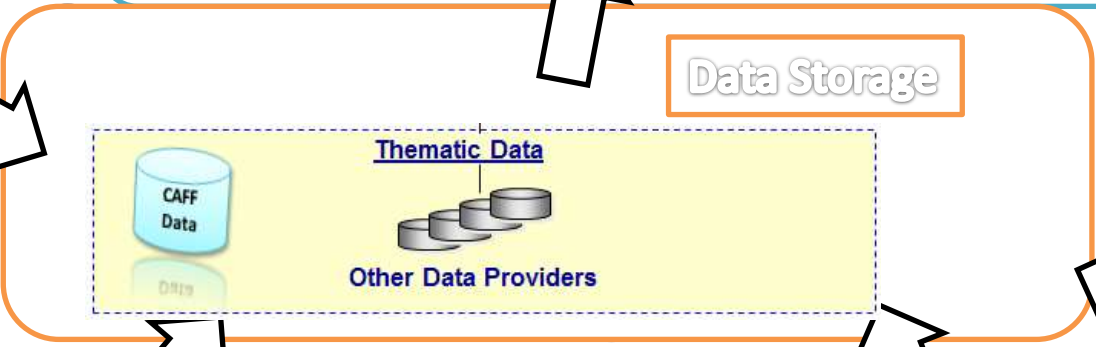 Data Storage
Thematic Data
CAFF
Data
Other Data Providers